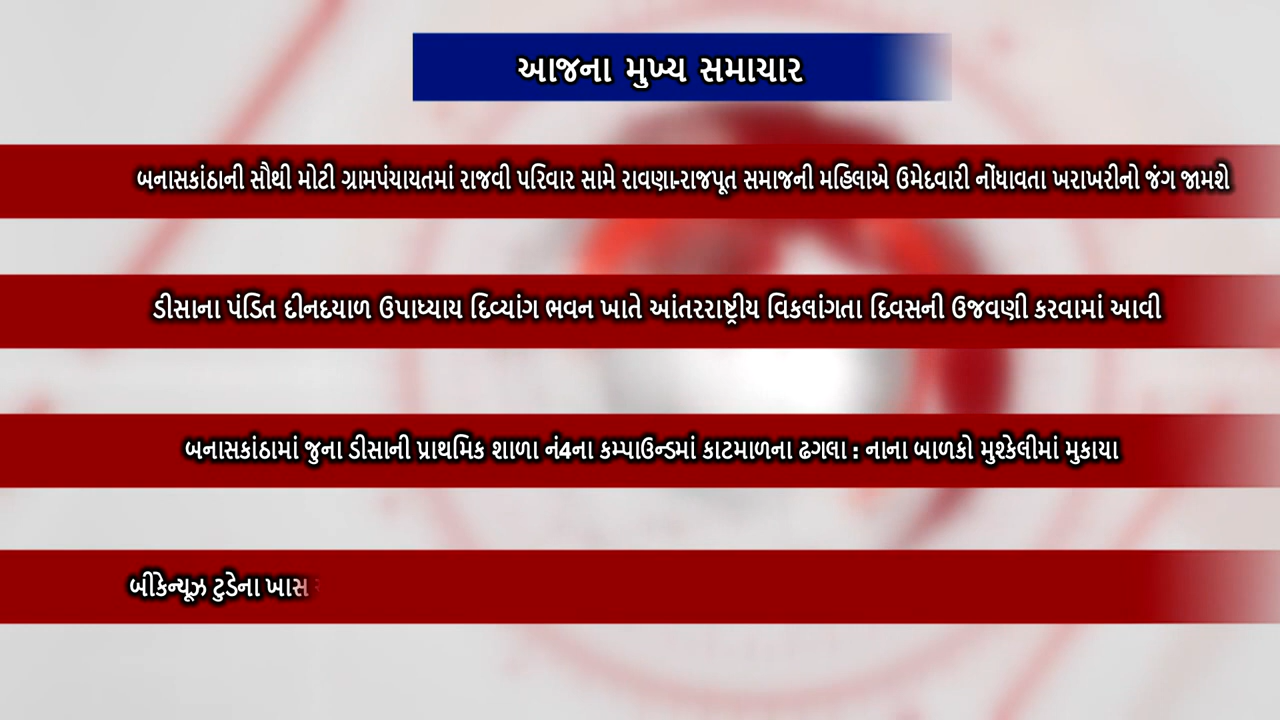 આજના મુખ્ય સમાચાર
બનાસકાંઠાની સૌથી મોટી ગ્રામપંચાયતમાં રાજવી પરિવાર સામે રાવણા-રાજપૂત સમાજની મહિલાએ ઉમેદવારી નોંધાવતા ખરાખરીનો જંગ જામશે
ડીસાના પંડિત દીનદયાળ ઉપાધ્યાય દિવ્યાંગ ભવન ખાતે આંતરરાષ્ટ્રીય વિકલાંગતા દિવસની ઉજવણી કરવામાં આવી
બનાસકાંઠામાં જુના ડીસાની પ્રાથમિક શાળા નં4ના કમ્પાઉન્ડમાં કાટમાળના ઢગલા : નાના બાળકો મુશ્કેલીમાં મુકાયા
બીકેન્યૂઝ ટુડેના ખાસ